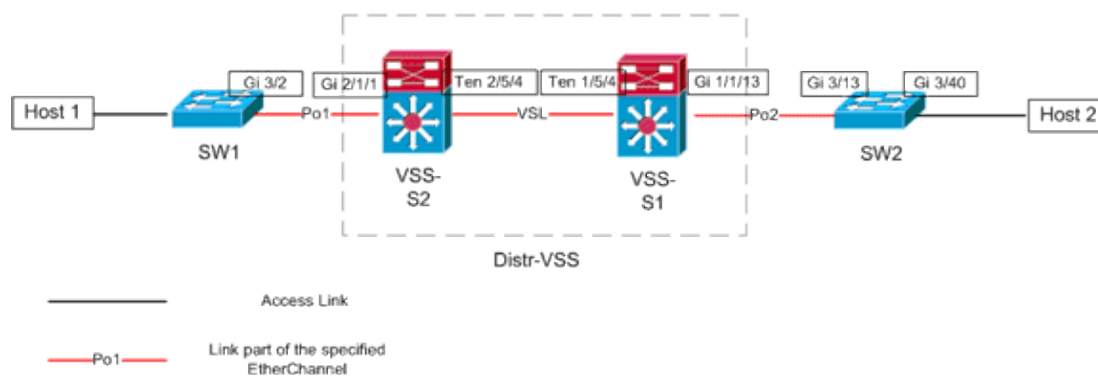 Gi 3/2
Gi 2/1/1
Ten 2/5/4
Ten 1/5/4
Gi 1/1/13
Gi 3/13
Gi 3/40
Host 1
Po1
VSL
Po2
Host 2
SW1
VSS-
S2
VSS-
S1
SW2
Distr-VSS
Access Link
Po1
Link part of the specified
EtherChannel